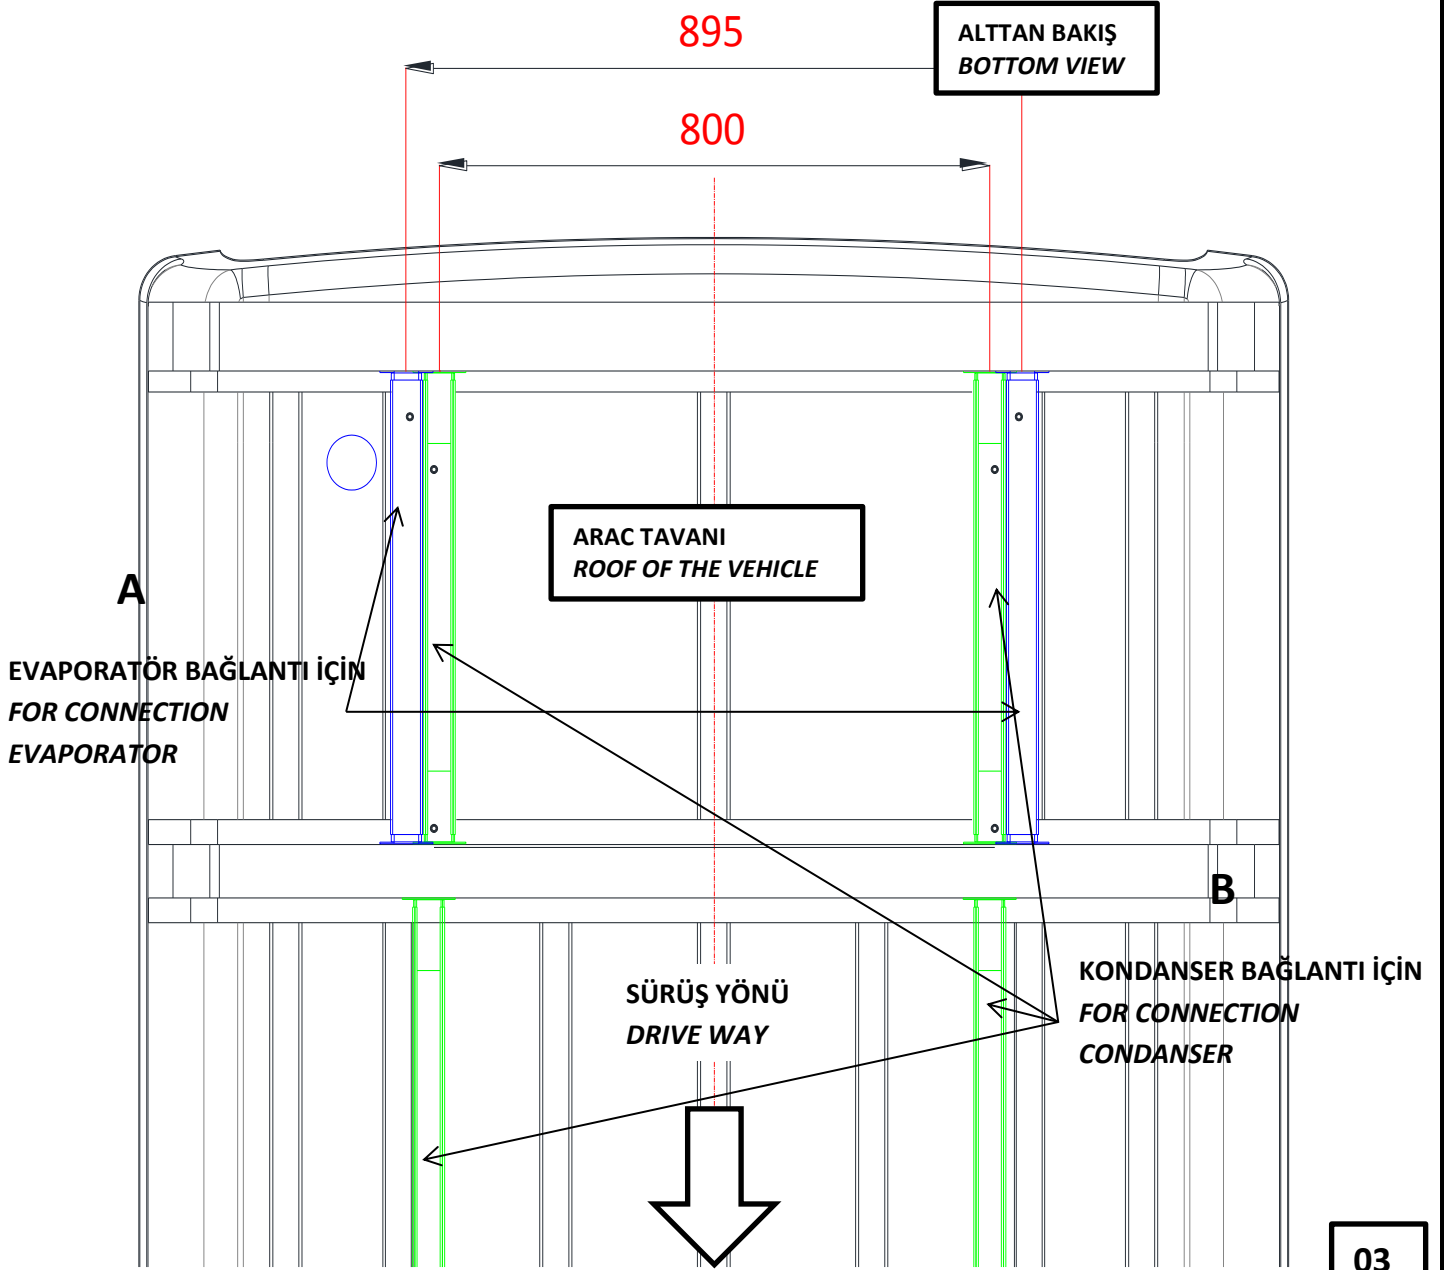 895
ALTTAN BAKIŞ
BOTTOM VIEW
800
ARAC TAVANI
ROOF OF THE VEHICLE
A
EVAPORATÖR BAĞLANTI İÇİN
FOR CONNECTION
EVAPORATOR
B
KONDANSER BAĞLANTI İÇİN
FOR CONNECTION
CONDANSER
SÜRÜŞ YÖNÜ
DRIVE WAY
03